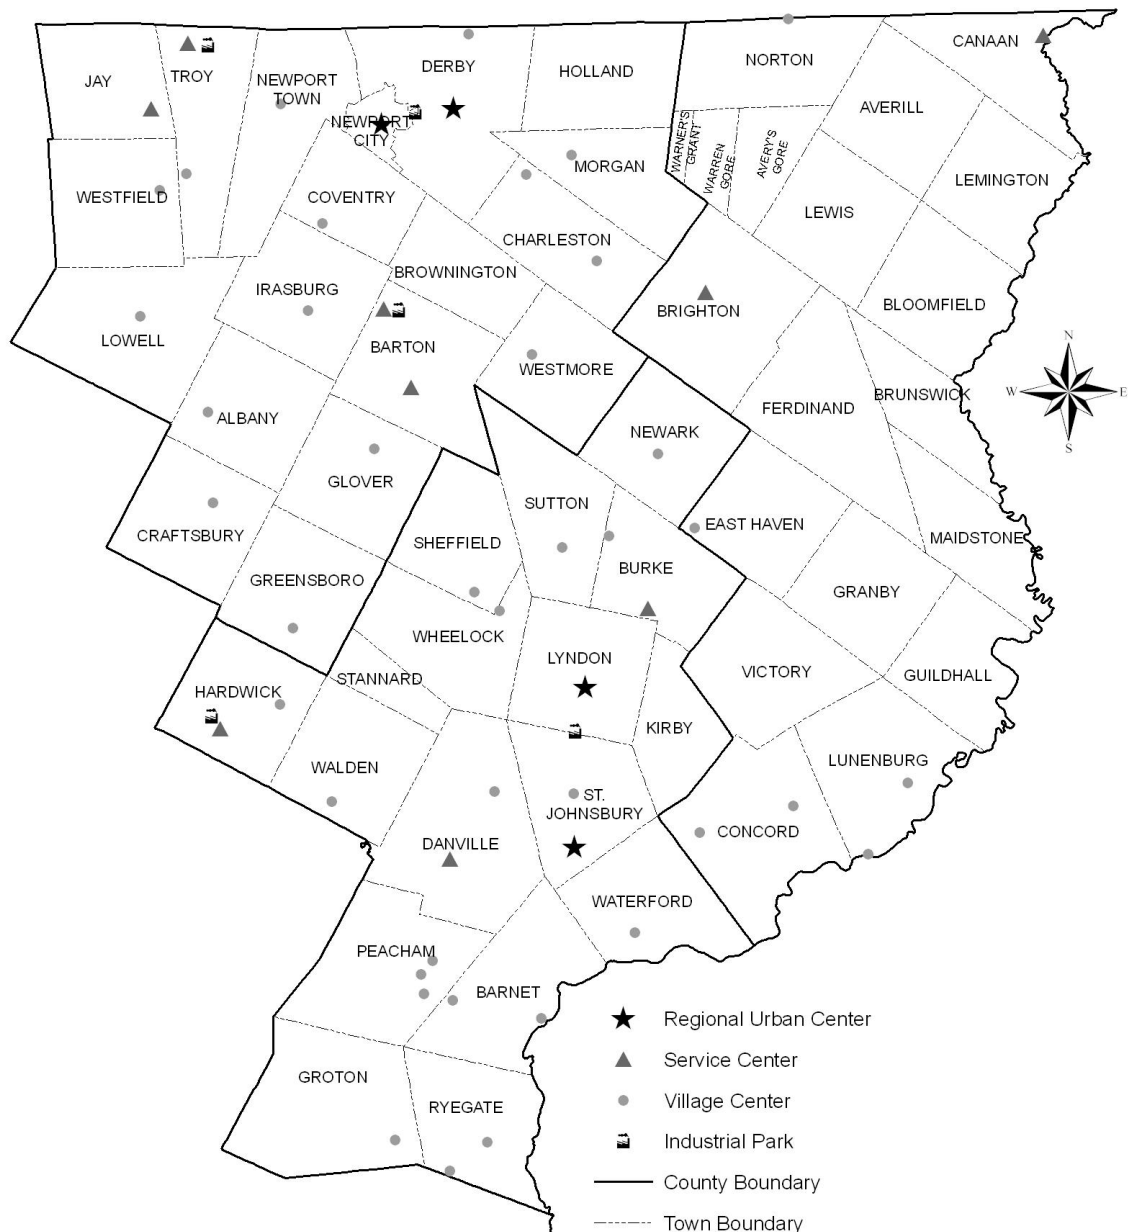 CANAAN
NORTON
TROY
DERBY
HOLLAND
JAY
NEWPORT
TOWN
AVERILL
NEWPORT
CITY
WARNER'S
GRANT
WARREN
GORE
AVERY'S
GORE
MORGAN
LEMINGTON
WESTFIELD
COVENTRY
LEWIS
CHARLESTON
BROWNINGTON
IRASBURG
BLOOMFIELD
BRIGHTON
LOWELL
BARTON
N
W
E
S
WESTMORE
BRUNSWICK
FERDINAND
ALBANY
NEWARK
GLOVER
SUTTON
EAST HAVEN
CRAFTSBURY
SHEFFIELD
MAIDSTONE
BURKE
GREENSBORO
GRANBY
WHEELOCK
LYNDON
VICTORY
GUILDHALL
STANNARD
HARDWICK
KIRBY
WALDEN
LUNENBURG
ST.
JOHNSBURY
CONCORD
DANVILLE
WATERFORD
PEACHAM
BARNET
GROTON
RYEGATE
Regional Urban Center
Service Center
Village Center
Industrial Park
County Boundary
Town Boundary